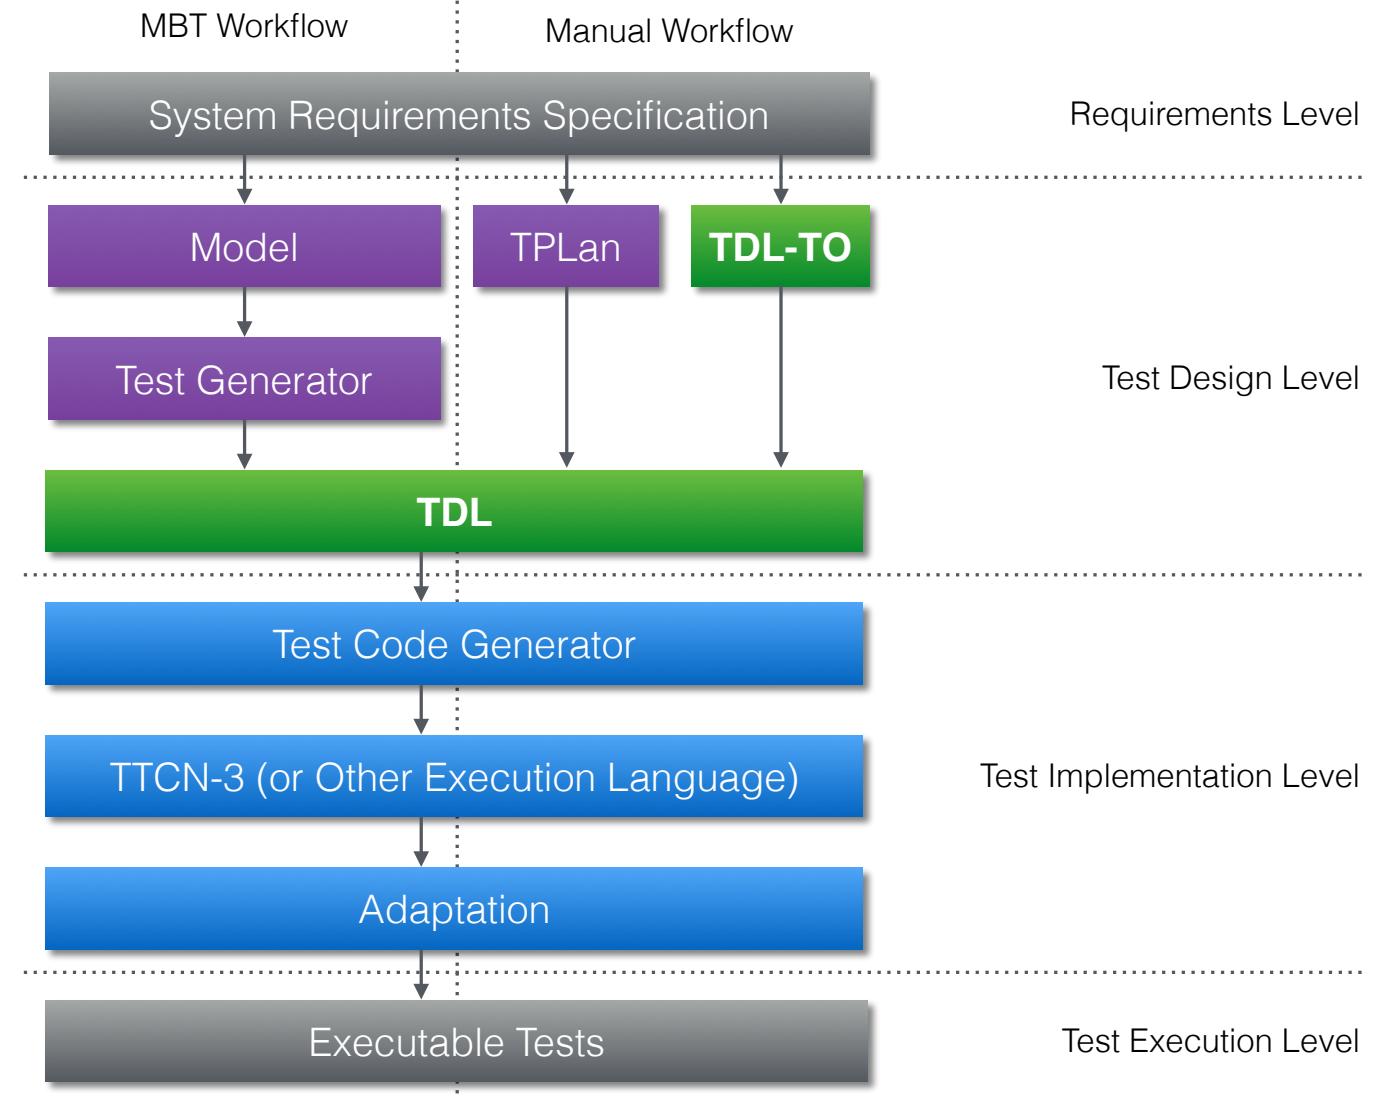 MBT Workflow
Manual Workflow
System Requirements Specification
Requirements Level
Model
TPLan
TDL-TO
Test Generator
Test Design Level
TDL
Test Code Generator
TTCN-3 (or Other Execution Language)
Test Implementation Level
Adaptation
Executable Tests
Test Execution Level